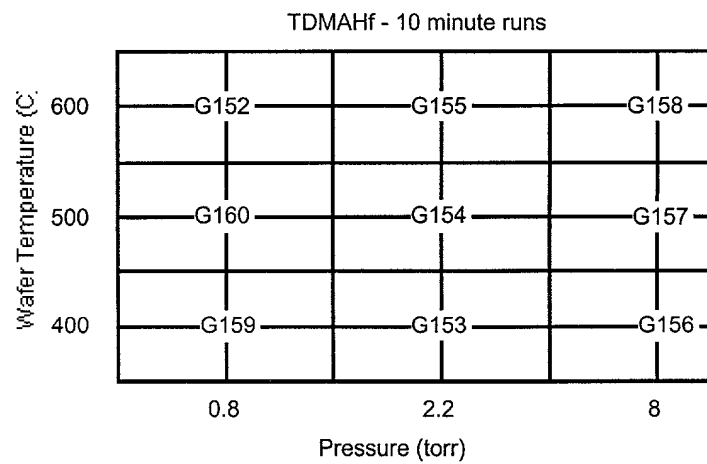 TDMAHf - 10 minute runs
Wafer Temperature (C)
600
G152
G155
G158
500
G160
G154
G157
400
G159
G153
G156
0.8
2.2
8
Pressure (torr)